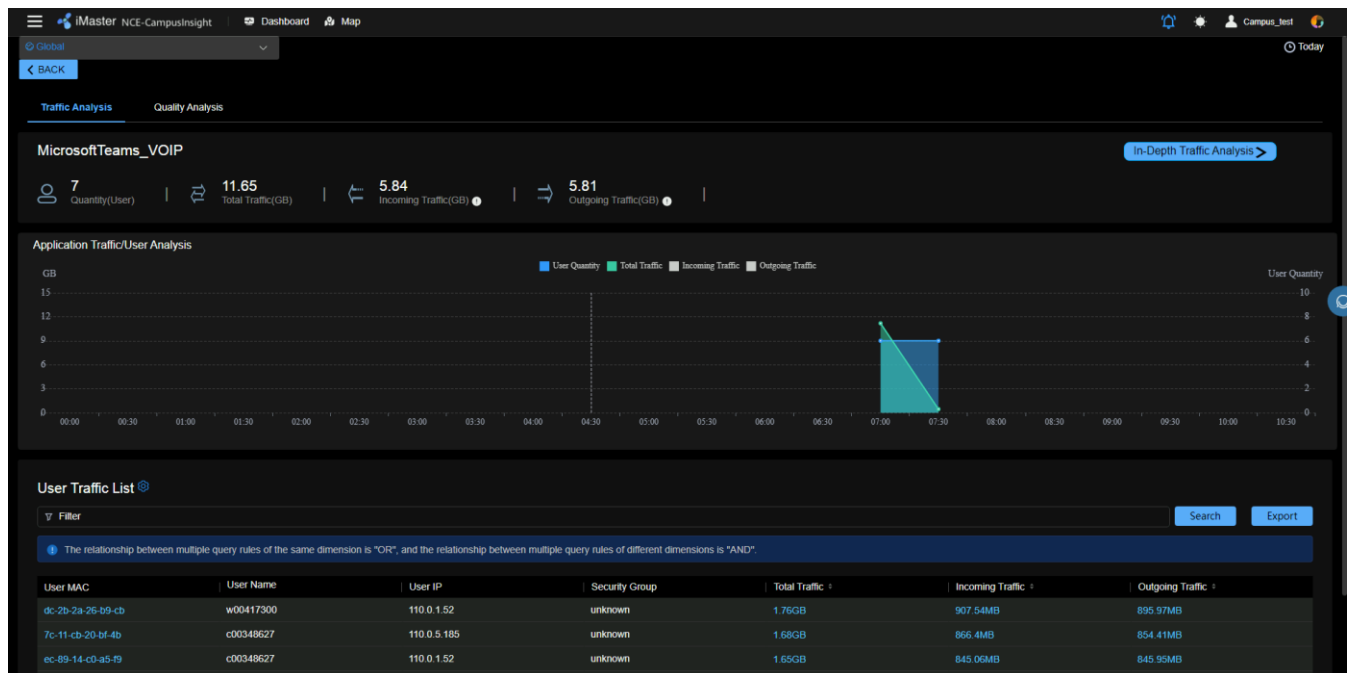 iMaster NCE-CampusInsight Dashboard Map Campus_test
Global Today
BACK
Traffic Analysis Quality Analysis
MicrosoftTeams_VOIP In-Depth Traffic Analysis
7 11.65 5.84 5.81
Quantity(User) Total Traffic(GB) Incoming Traffic(GB) Outgoing Traffic(GB)
Application Traffic/User Analysis
User Quantity Total Traffic Incoming Traffic Outgoing Traffic
GB User Quantity
15 10
12 8
9 6
6 4
3 2
0 0
00:00 00:30 01:00 01:30 02:00 02:30 03:00 03:30 04:00 04:30 05:00 05:30 06:00 06:30 07:00 07:30 08:00 08:30 09:00 09:30 10:00 10:30
User Traffic List
Filter Search Export
The relationship between multiple query rules of the same dimension is "OR", and the relationship between multiple query rules of different dimensions is "AND".
User MAC User Name User IP Security Group Total Traffic Incoming Traffic Outgoing Traffic
dc-2b-2a-26-b9-cb w00417300 110.0.1.52 unknown 1.76GB 907.54MB 895.97MB
7c-11-cb-20-bf-4b c00348627 110.0.5.185 unknown 1.68GB 866.4MB 854.41MB
ec-89-14-c0-a5-f9 c00348627 110.0.1.52 unknown 1.65GB 845.06MB 845.95MB